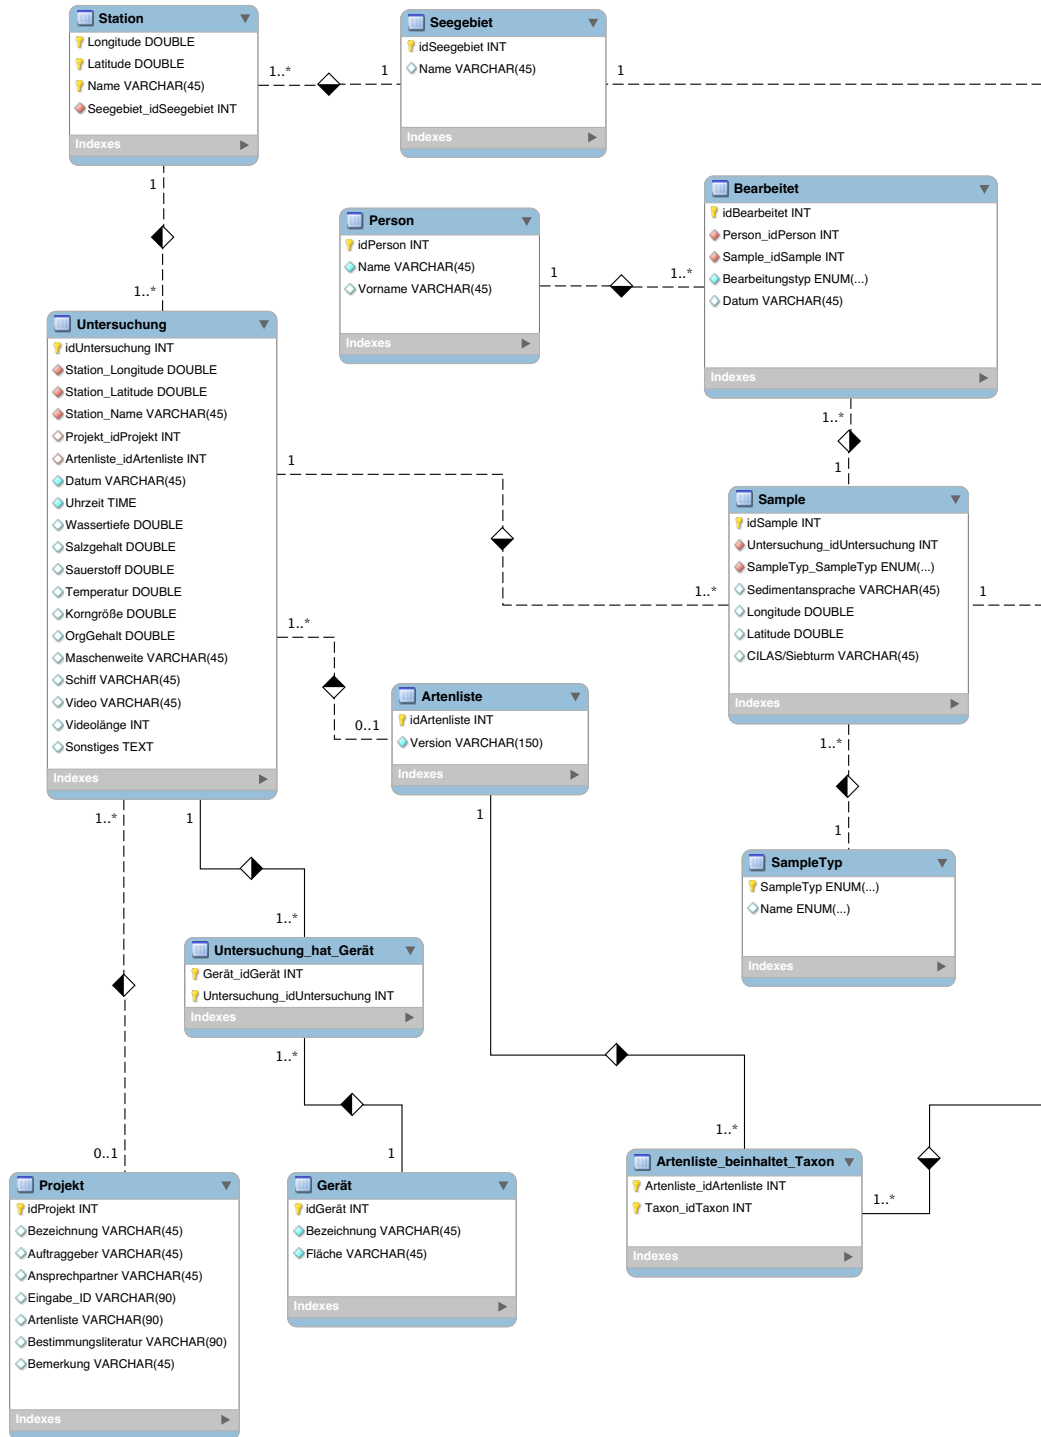 Station
Longitude DOUBLE
Latitude DOUBLE
Name VARCHAR(45)
Seegebiet_idSeegebiet INT
Indexes
1..*
1
Seegebiet
idSeegebiet INT
Name VARCHAR(45)
Indexes
1
1
1..*
Person
idPerson INT
Name VARCHAR(45)
Vorname VARCHAR(45)
Indexes
1
1..*
Bearbeitet
idBearbeitet INT
Person_idPerson INT
Sample_idSample INT
Bearbeitungstyp ENUM(...)
Datum VARCHAR(45)
Indexes
1..*
1
Untersuchung
idUntersuchung INT
Station_Longitude DOUBLE
Station_Latitude DOUBLE
Station_Name VARCHAR(45)
Projekt_idProjekt INT
Artenliste_idArtenliste INT
Datum VARCHAR(45)
Uhrzeit TIME
Wassertiefe DOUBLE
Salzgehalt DOUBLE
Sauerstoff DOUBLE
Temperatur DOUBLE
Korngröße DOUBLE
OrgGehalt DOUBLE
Maschenweite VARCHAR(45)
Schiff VARCHAR(45)
Video VARCHAR(45)
Videolänge INT
Sonstiges TEXT
Indexes
1
1..*
Sample
idSample INT
Untersuchung_idUntersuchung INT
SampleTyp_SampleTyp ENUM(...)
Sedimentansprache VARCHAR(45)
Longitude DOUBLE
Latitude DOUBLE
CILAS/Siebturm VARCHAR(45)
Indexes
1
1..*
0..1
Artenliste
idArtenliste INT
Version VARCHAR(150)
Indexes
1..*
1
SampleTyp
SampleTyp ENUM(...)
Name ENUM(...)
Indexes
1..*
1
1
1..*
Untersuchung_hat_Gerät
Gerät_idGerät INT
Untersuchung_idUntersuchung INT
Indexes
1..*
1
0..1
1..*
Artenliste_beinhaltet_Taxon
Artenliste_idArtenliste INT
Taxon_idTaxon INT
Indexes
1..*
Projekt
idProjekt INT
Bezeichnung VARCHAR(45)
Auftraggeber VARCHAR(45)
Ansprechpartner VARCHAR(45)
Eingabe_ID VARCHAR(90)
Artenliste VARCHAR(90)
Bestimmungsliteratur VARCHAR(90)
Bemerkung VARCHAR(45)
Indexes
Gerät
idGerät INT
Bezeichnung VARCHAR(45)
Fläche VARCHAR(45)
Indexes